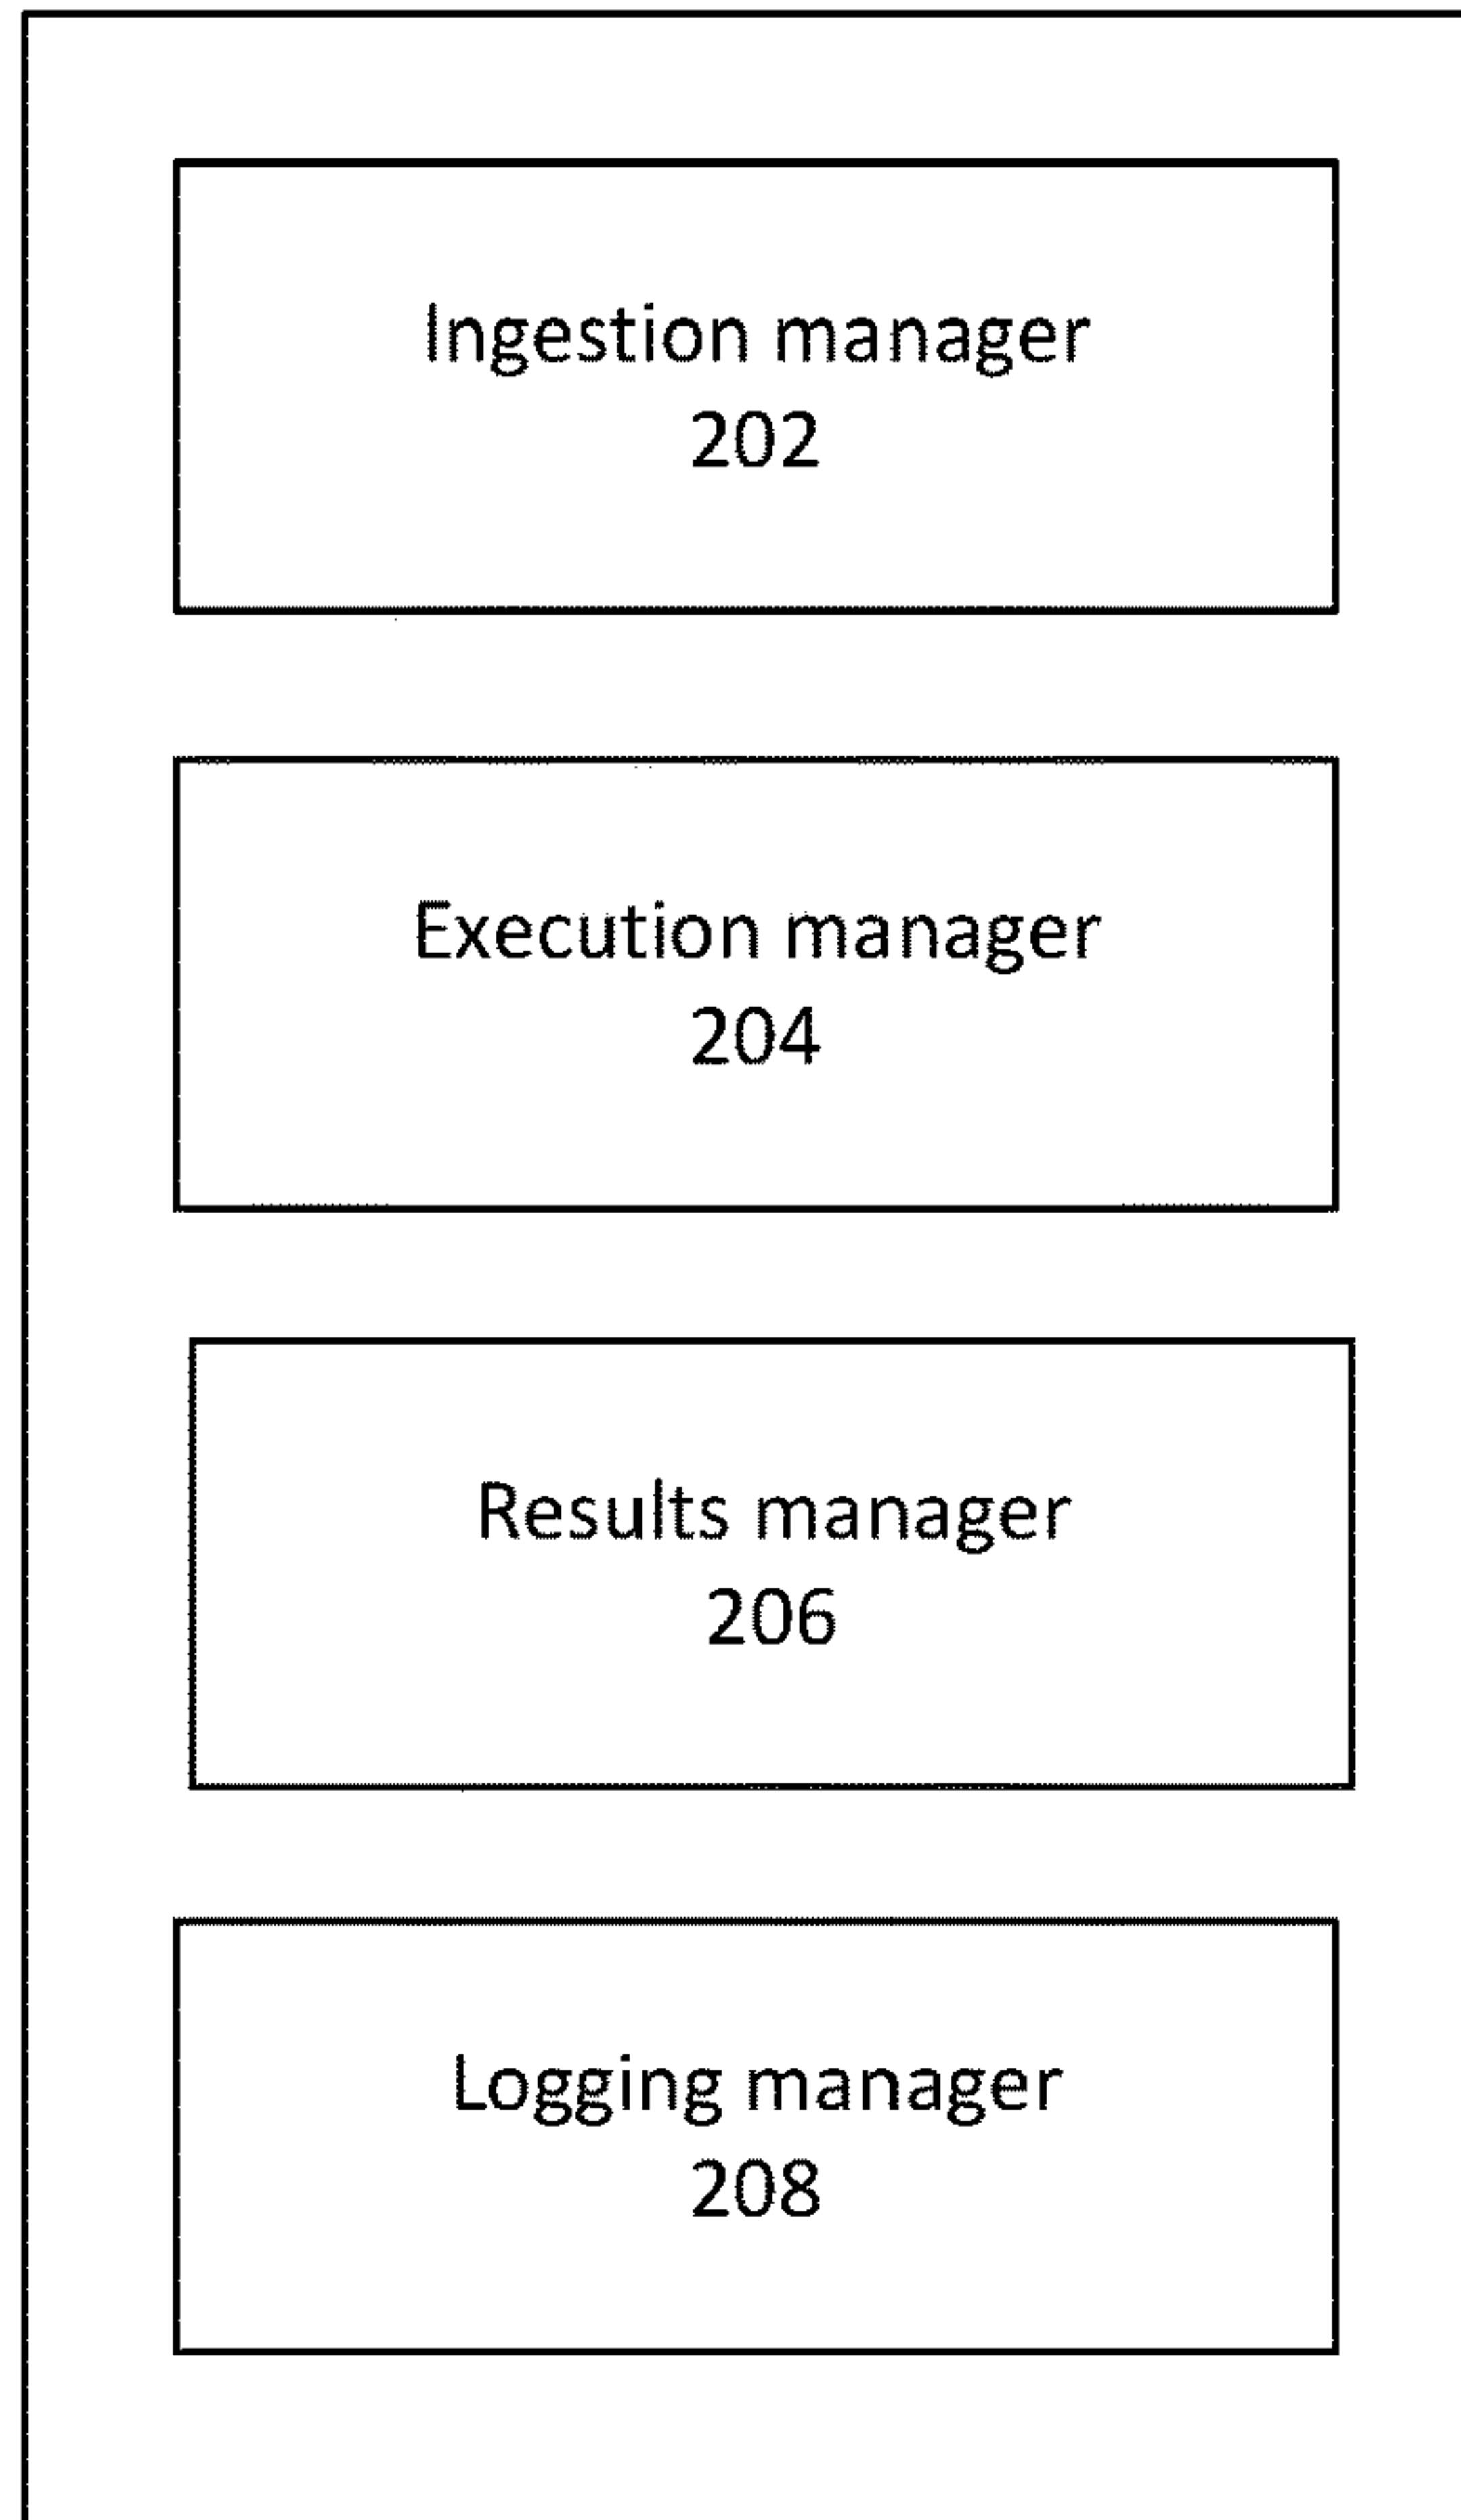 Ingestion manager
202
Execution manager
204
Results manager
206
Logging manager
208